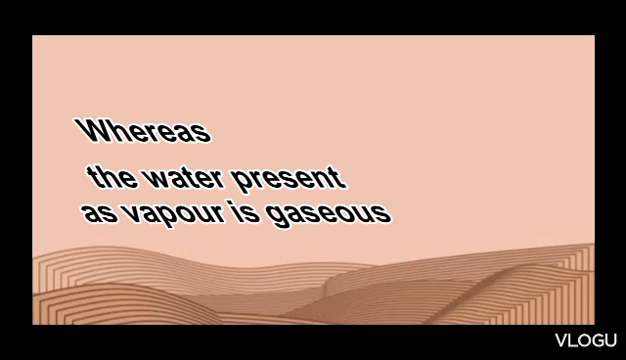 Whereas
the water present
as vapour is gaseous
VLOGU